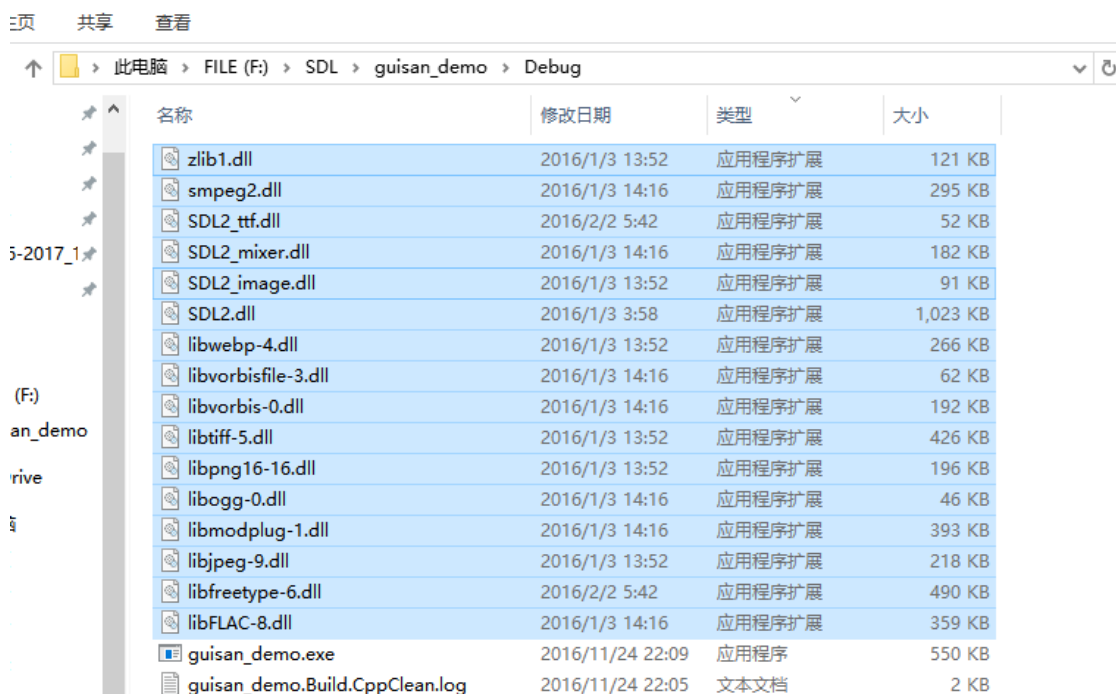 主页 共享 查看
此电脑 > FILE (F:) > SDL > guisan_demo > Debug
名称 修改日期 类型 大小
zlib1.dll 2016/1/3 13:52 应用程序扩展 121 KB
smpeg2.dll 2016/1/3 14:16 应用程序扩展 295 KB
SDL2_ttf.dll 2016/2/2 5:42 应用程序扩展 52 KB
5-2017_1 SDL2_mixer.dll 2016/1/3 14:16 应用程序扩展 182 KB
SDL2_image.dll 2016/1/3 13:52 应用程序扩展 91 KB
SDL2.dll 2016/1/3 3:58 应用程序扩展 1,023 KB
libwebp-4.dll 2016/1/3 13:52 应用程序扩展 266 KB
libvorbisfile-3.dll 2016/1/3 14:16 应用程序扩展 62 KB
(F:) libvorbis-0.dll 2016/1/3 14:16 应用程序扩展 192 KB
an_demo libtiff-5.dll 2016/1/3 13:52 应用程序扩展 426 KB
rive libpng16-16.dll 2016/1/3 13:52 应用程序扩展 196 KB
libogg-0.dll 2016/1/3 14:16 应用程序扩展 46 KB
libmodplug-1.dll 2016/1/3 14:16 应用程序扩展 393 KB
libjpeg-9.dll 2016/1/3 13:52 应用程序扩展 218 KB
libfreetype-6.dll 2016/2/2 5:42 应用程序扩展 490 KB
libFLAC-8.dll 2016/1/3 14:16 应用程序扩展 359 KB
guisan_demo.exe 2016/11/24 22:09 应用程序 550 KB
guisan_demo.Build.CppClean.log 2016/11/24 22:05 文本文档 2 KB